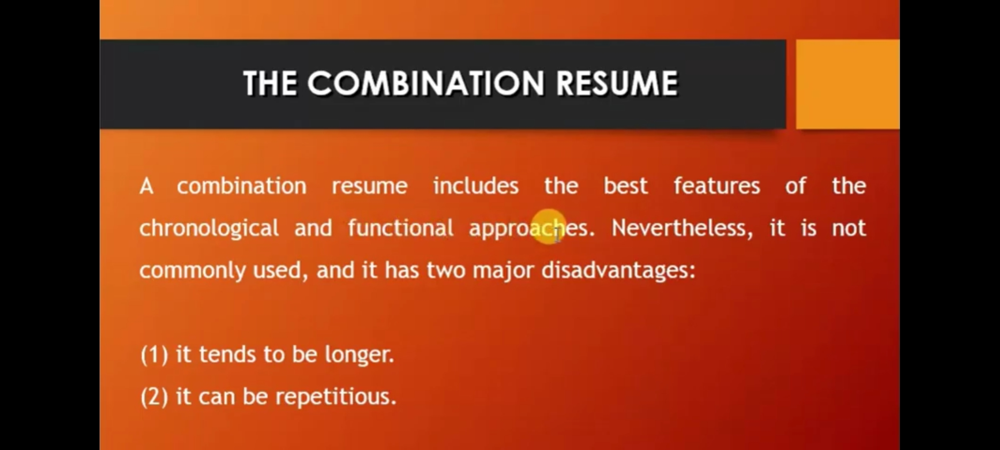 THE COMBINATION RESUME
A combination resume includes the best features of the
chronological and functional approaches. Nevertheless, it is not
commonly used, and it has two major disadvantages:
(1) it tends to be longer.
(2) it can be repetitious.